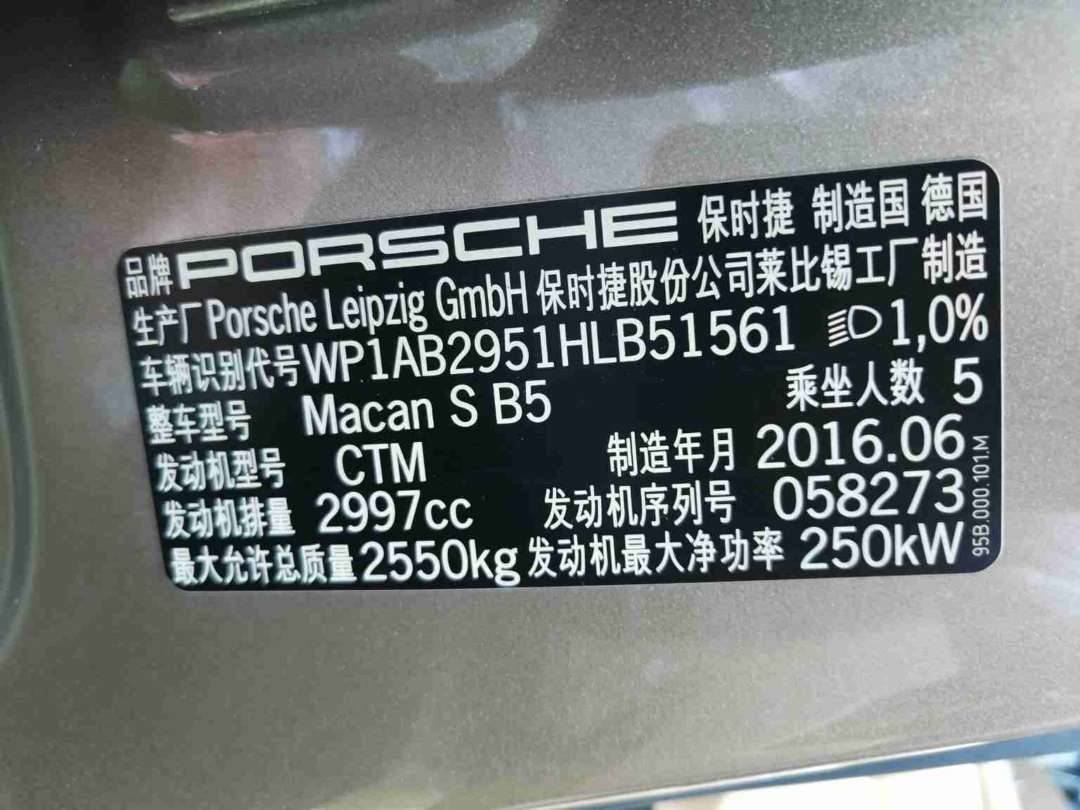 品牌 PORSCHE 保时捷 制造国 德国
生产厂 Porsche Leipzig GmbH 保时捷股份公司莱比锡工厂制造
车辆识别代号 WP1AB2951HLB51561 1,0%
整车型号 Macan S B5 乘坐人数 5
发动机型号 CTM 制造年月 2016.06
发动机排量 2997cc 发动机序列号 058273
最大允许总质量 2550kg 发动机最大净功率 250kW
95B.000.101.M